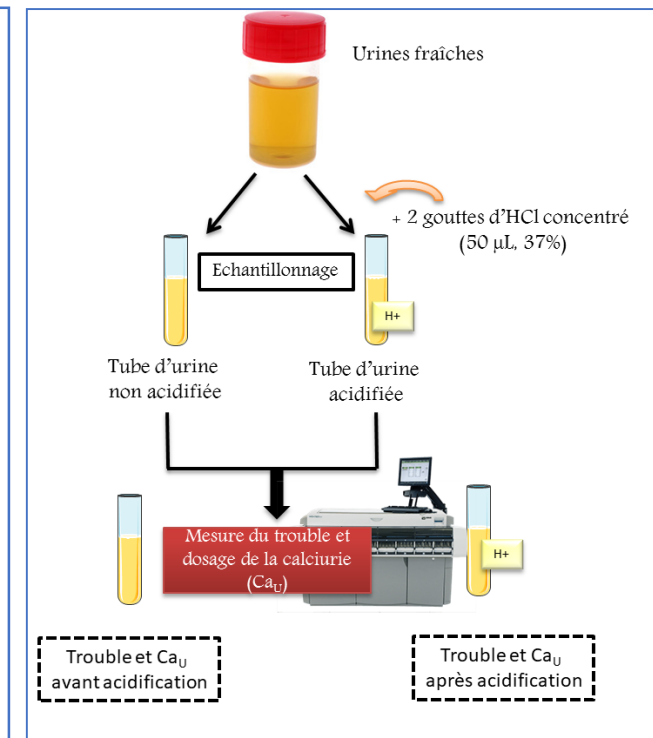 Urines fraîches
+ 2 gouttes d'HCl concentré
(50 µL, 37%)
Echantillonnage
H+
Tube d'urine
non acidifiée
Tube d'urine
acidifiée
Mesure du trouble et
dosage de la calciurie
(CaU)
H+
Trouble et CaU
avant acidification
Trouble et CaU
après acidification